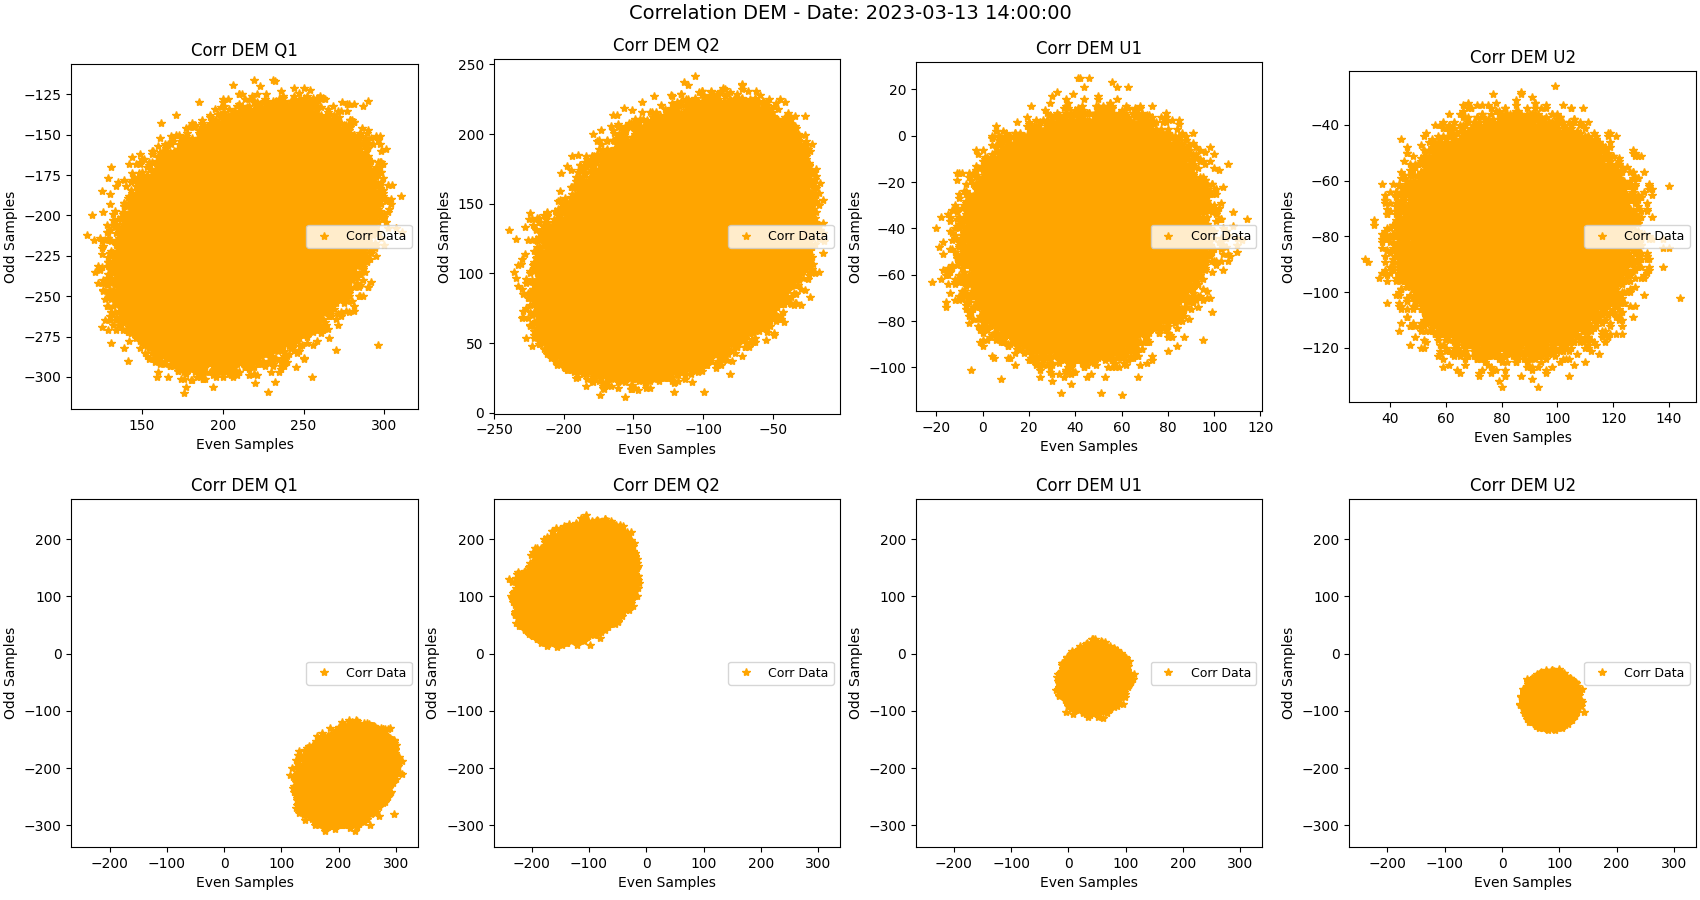 Correlation DEM - Date: 2023-03-13 14:00:00
Corr DEM Q1
Odd Samples
−125
−150
−175
−200
−225
−250
−275
−300
150
200
250
300
Even Samples
Corr Data
Corr DEM Q2
Odd Samples
250
200
150
100
50
0
−250
−200
−150
−100
−50
Even Samples
Corr Data
Corr DEM U1
Odd Samples
20
0
−20
−40
−60
−80
−100
−20
0
20
40
60
80
100
120
Even Samples
Corr Data
Corr DEM U2
Odd Samples
−40
−60
−80
−100
−120
40
60
80
100
120
140
Even Samples
Corr Data
Corr DEM Q1
Odd Samples
200
100
0
−100
−200
−300
−200
−100
0
100
200
300
Even Samples
Corr Data
Corr DEM Q2
Odd Samples
200
100
0
−100
−200
−300
−200
−100
0
100
200
300
Even Samples
Corr Data
Corr DEM U1
Odd Samples
200
100
0
−100
−200
−300
−200
−100
0
100
200
300
Even Samples
Corr Data
Corr DEM U2
Odd Samples
200
100
0
−100
−200
−300
−200
−100
0
100
200
300
Even Samples
Corr Data